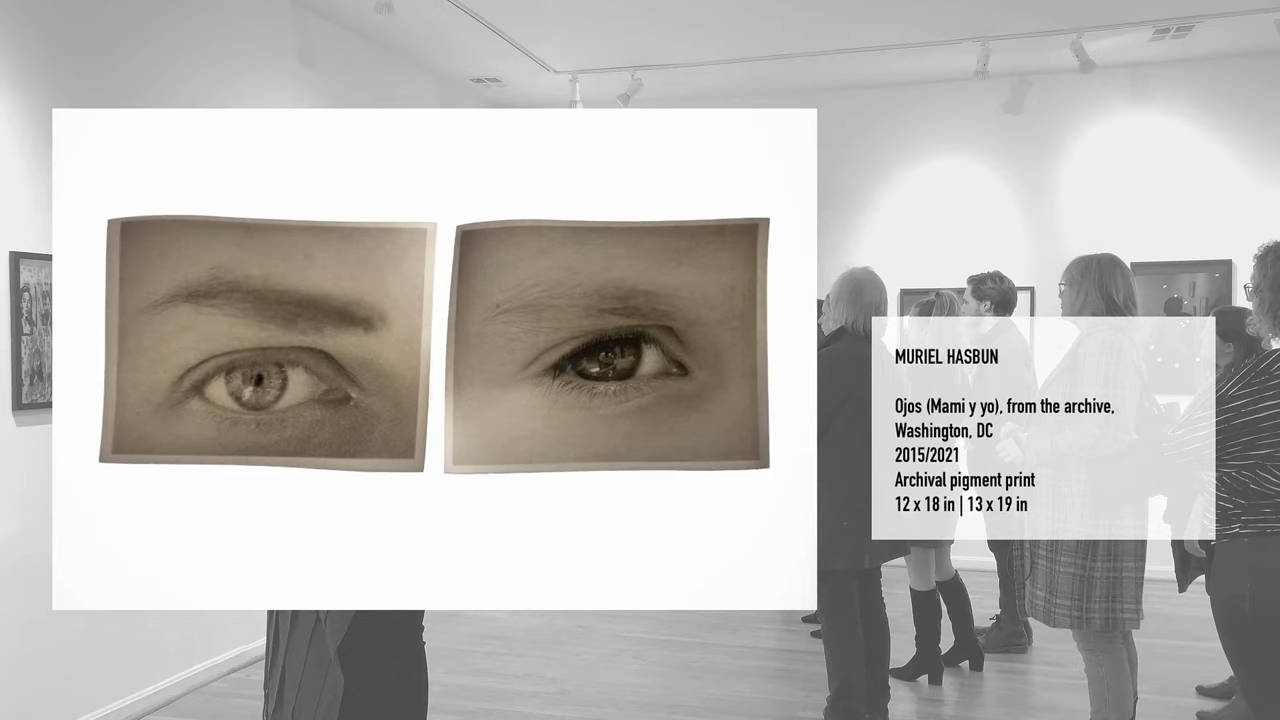 MURIEL HASBUN
Ojos (Mami y yo), from the archive,
Washington, DC
2015/2021
Archival pigment print
12 x 18 in | 13 x 19 in